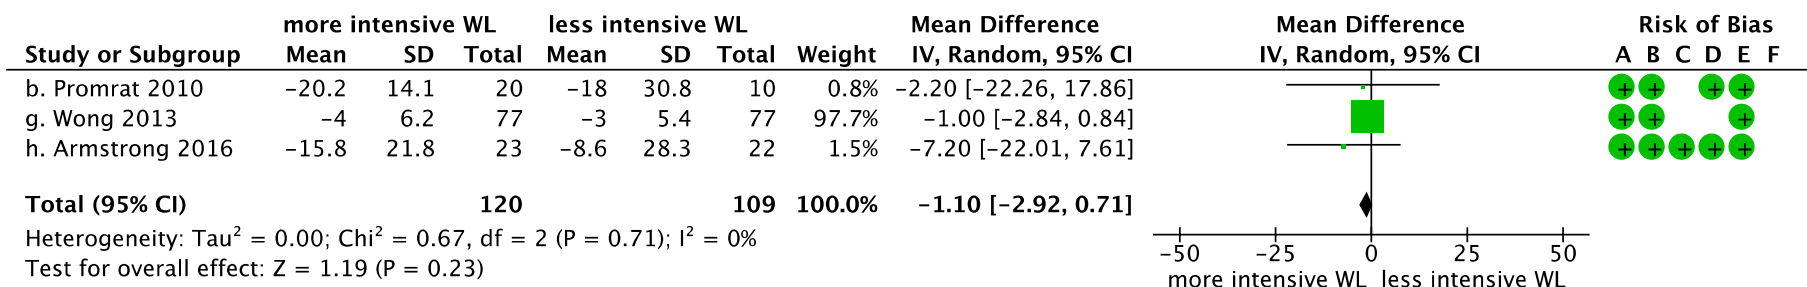 more intensive WL less intensive WL Mean Difference Mean Difference Risk of Bias
Study or Subgroup Mean SD Total Mean SD Total Weight IV, Random, 95% CI IV, Random, 95% CI A B C D E F
b. Promrat 2010 −20.2 14.1 20 −18 30.8 10 0.8% −2.20 [−22.26, 17.86] + + + +
g. Wong 2013 −4 6.2 77 −3 5.4 77 97.7% −1.00 [−2.84, 0.84] + + +
h. Armstrong 2016 −15.8 21.8 23 −8.6 28.3 22 1.5% −7.20 [−22.01, 7.61] + + + + +
Total (95% CI) 120 109 100.0% −1.10 [−2.92, 0.71]
Heterogeneity: Tau² = 0.00; Chi² = 0.67, df = 2 (P = 0.71); I² = 0%
Test for overall effect: Z = 1.19 (P = 0.23)
−50 −25 0 25 50
more intensive WL less intensive WL